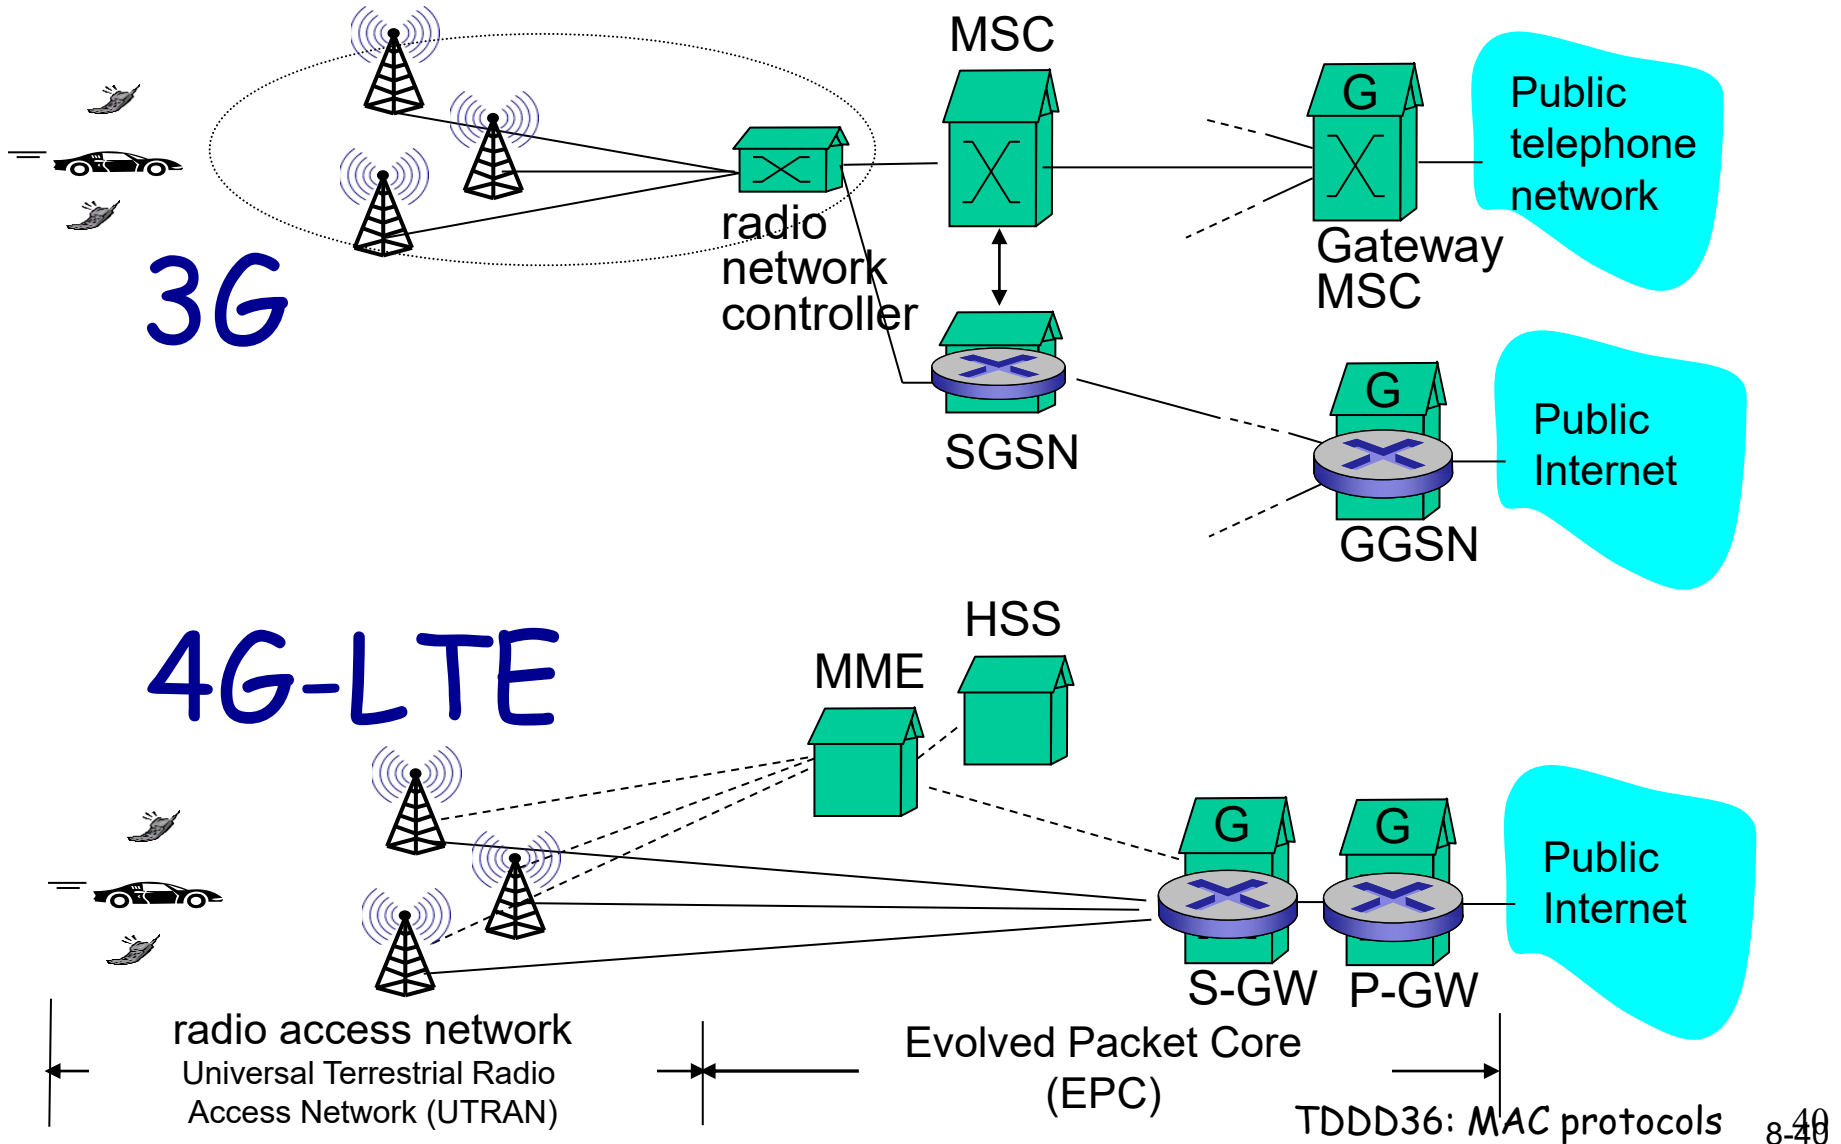 MSC
G
Public
telephone
network
radio
network
controller
Gateway
MSC
3G
G
Public
Internet
SGSN
GGSN
HSS
4G-LTE
MME
G
G
Public
Internet
S-GW
P-GW
radio access network
Universal Terrestrial Radio
Access Network (UTRAN)
Evolved Packet Core
(EPC)
TDDD36: MAC protocols
8-40
40